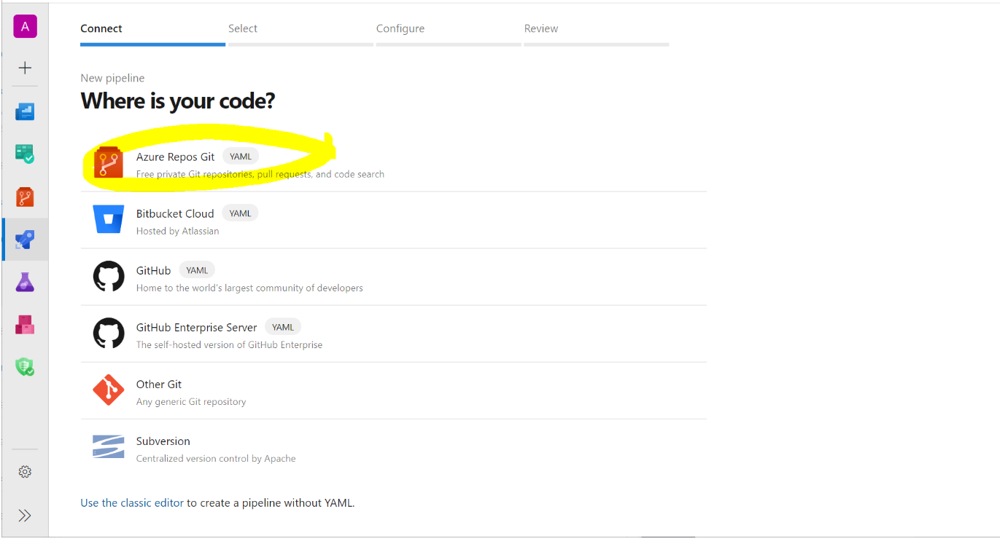 A
Connect
Select
Configure
Review
New pipeline
Where is your code?
Azure Repos Git YAML
Free private Git repositories, pull requests, and code search
Bitbucket Cloud YAML
Hosted by Atlassian
GitHub YAML
Home to the world's largest community of developers
GitHub Enterprise Server YAML
The self-hosted version of GitHub Enterprise
Other Git
Any generic Git repository
Subversion
Centralized version control by Apache
Use the classic editor to create a pipeline without YAML.